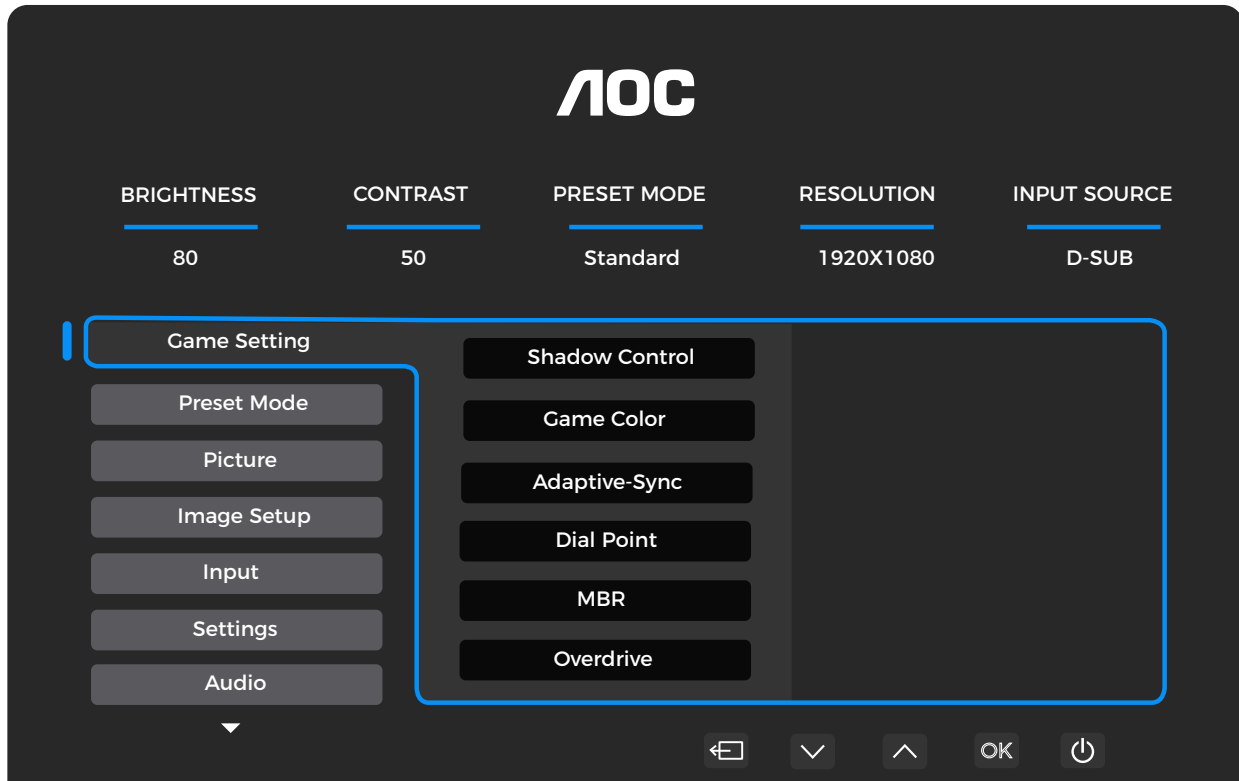 AOC
BRIGHTNESS CONTRAST PRESET MODE RESOLUTION INPUT SOURCE
80 50 Standard 1920X1080 D-SUB
Game Setting
Preset Mode
Picture
Image Setup
Input
Settings
Audio
Shadow Control
Game Color
Adaptive-Sync
Dial Point
MBR
Overdrive
OK